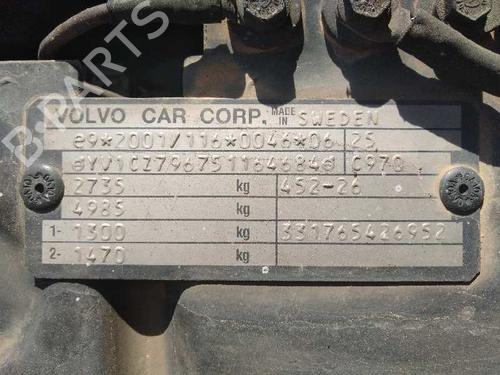 B-PARTS
VOLVO CAR CORP. MADE IN SWEDEN
e9*2001/116*0046*06 25
YV1CZ796751164684 C970
2735 kg 452-26
4985 kg
1- 1300 kg 331765426952
2- 1470 kg